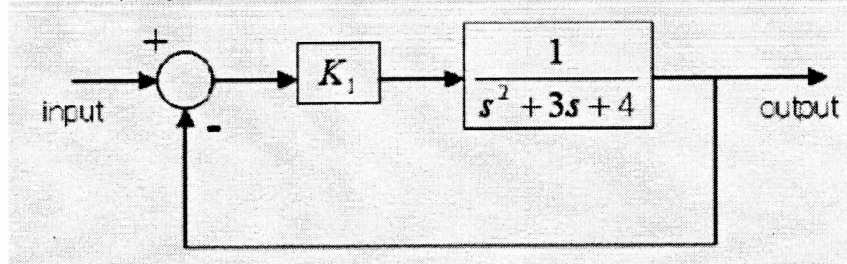 +
K₁
1
s² + 3s + 4
input
-
output